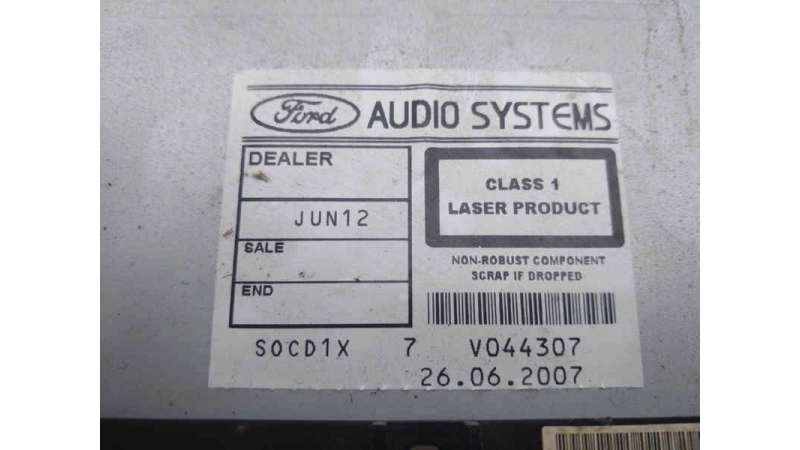 Ford AUDIO SYSTEMS
DEALER
JUN12
SALE
END
CLASS 1
LASER PRODUCT
NON-ROBUST COMPONENT
SCRAP IF DROPPED
SOCD1X 7 V044307
26.06.2007